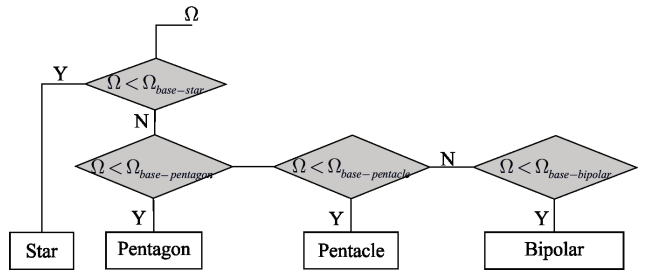 Ω
Y
Ω < Ω_base-star
N
Ω < Ω_base-pentagon
Ω < Ω_base-pentacle
N
Ω < Ω_base-bipolar
Y
Y
Y
Star
Pentagon
Pentacle
Bipolar